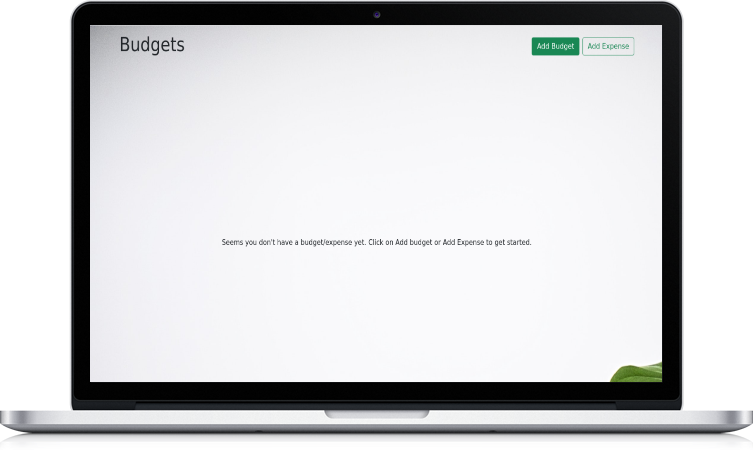 Budgets
Add Budget
Add Expense
Seems you don't have a budget/expense yet. Click on Add budget or Add Expense to get started.